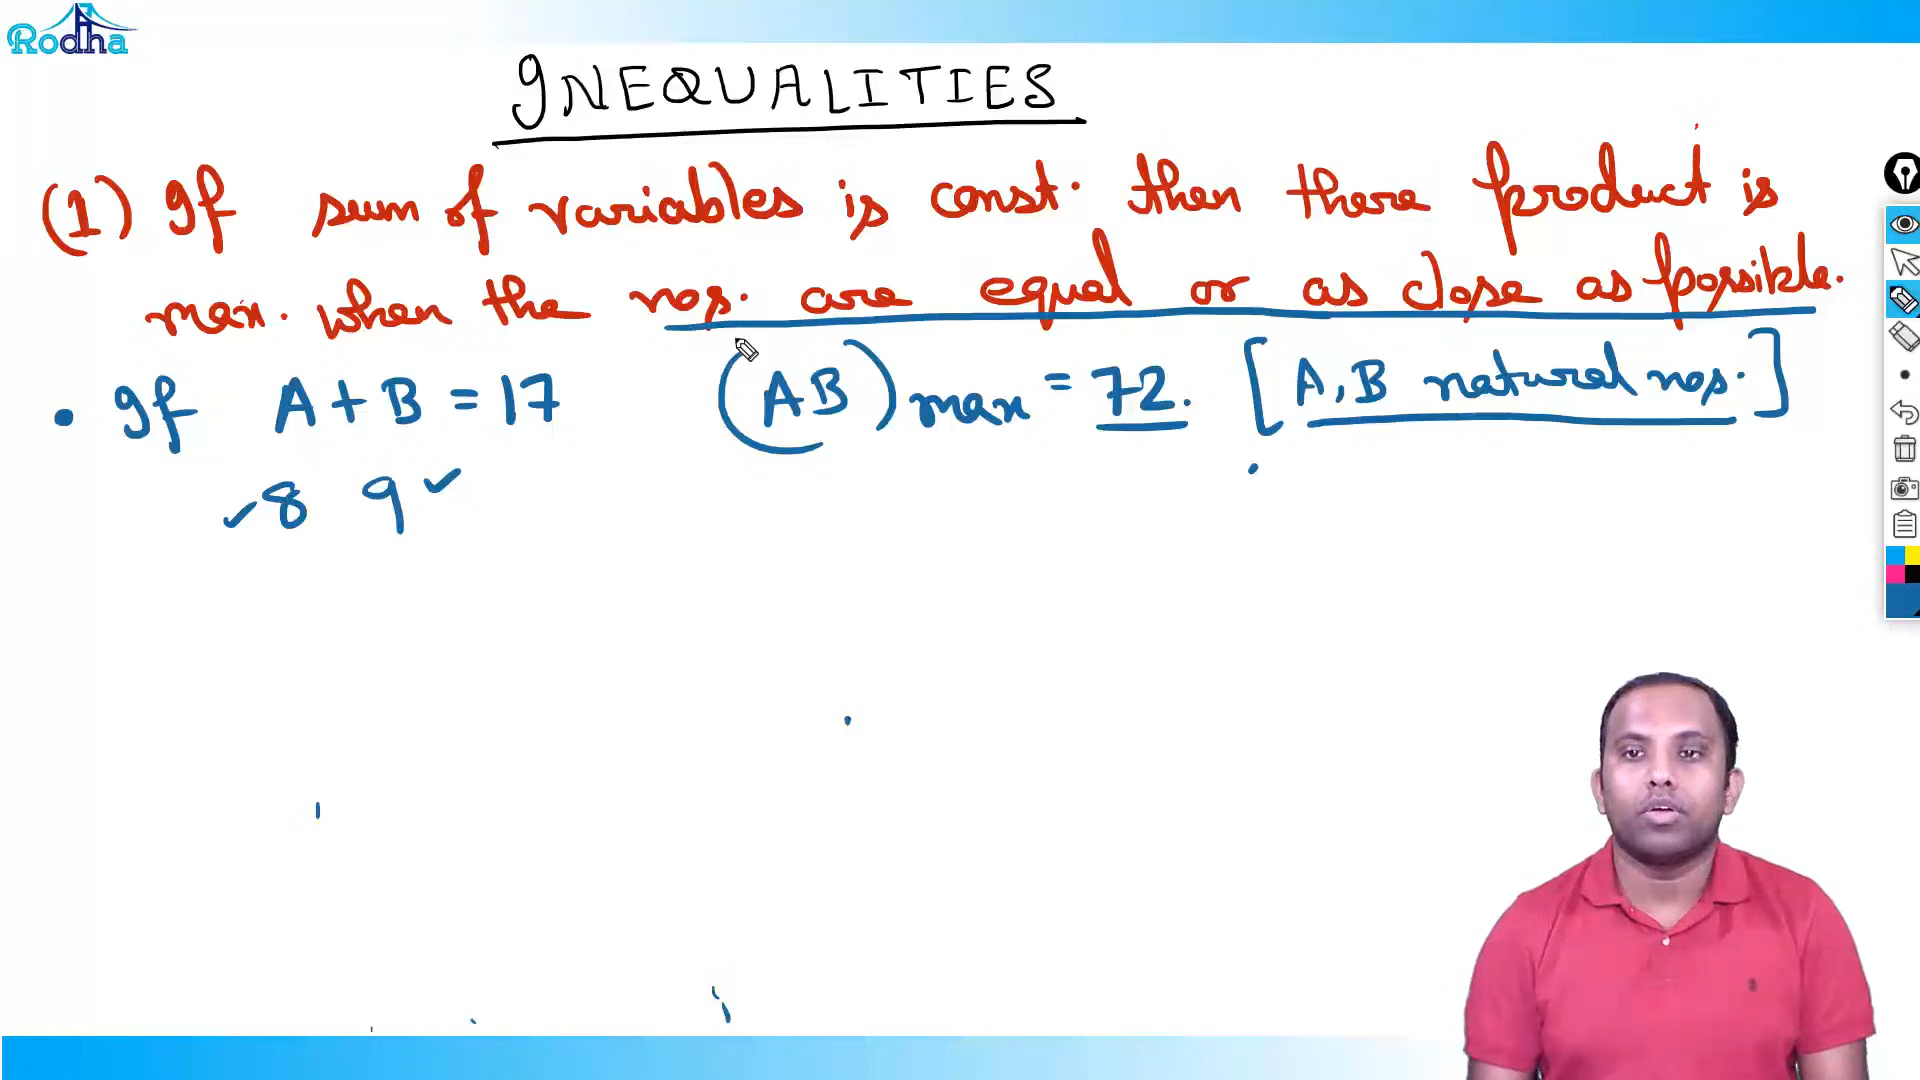 Rodha
INEQUALITIES
(1) If sum of variables is const. then there product is
max. when the nos. are equal or as close as possible.
• If A + B = 17 (AB) max = 72. [A, B natural nos.]
✓8 9✓